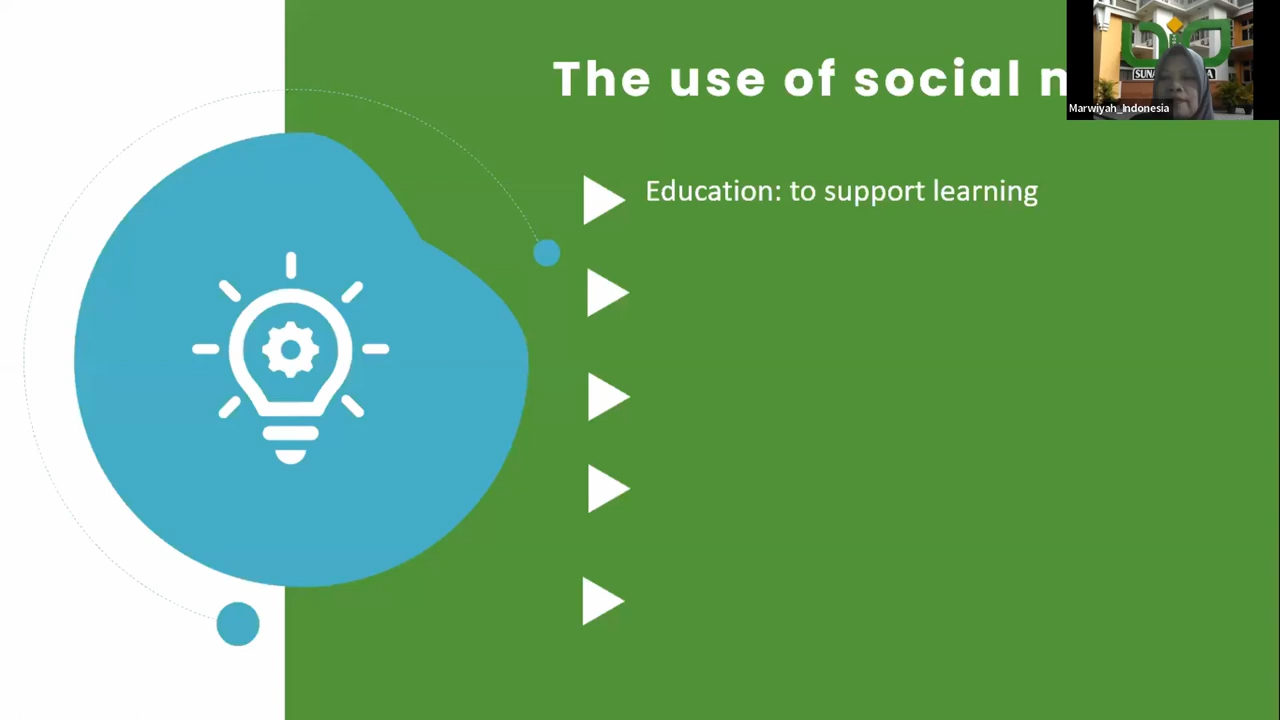 The use of social
Marwiyah_Indonesia
Education: to support learning